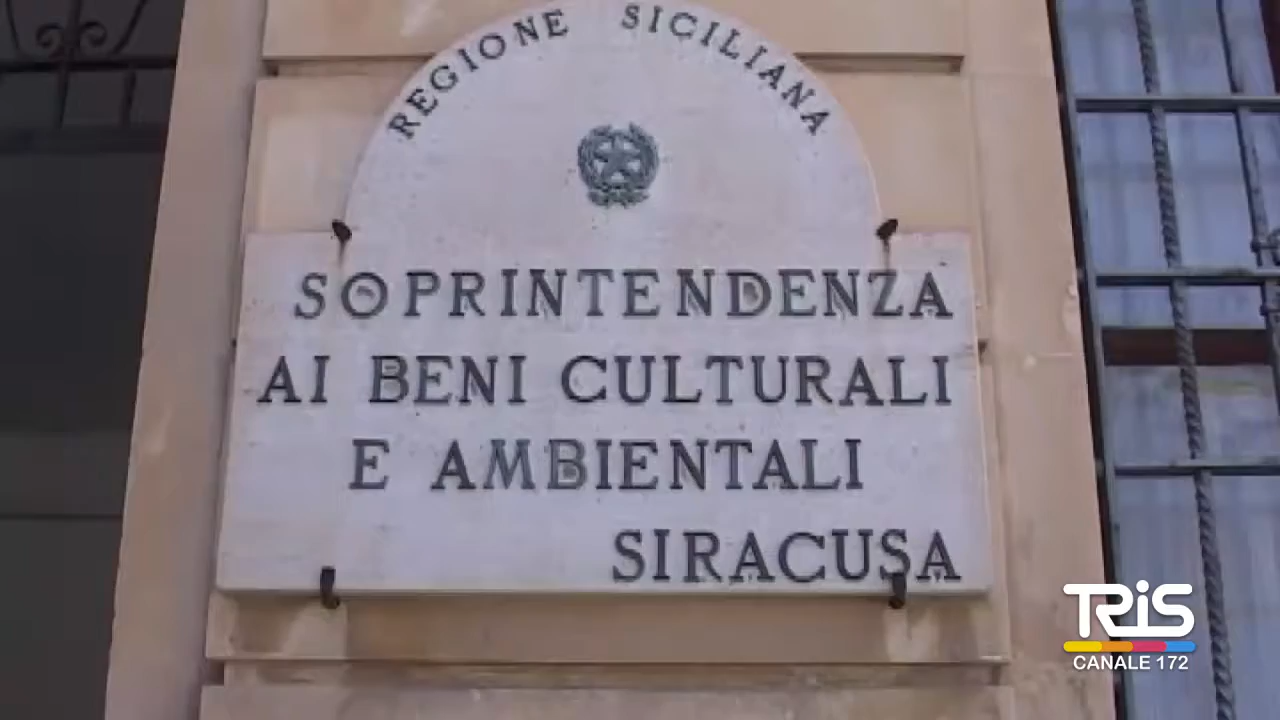 REGIONE SICILIANA
SOPRINTENDENZA
AI BENI CULTURALI
E AMBIENTALI
SIRACUSA
TRIS
CANALE 172